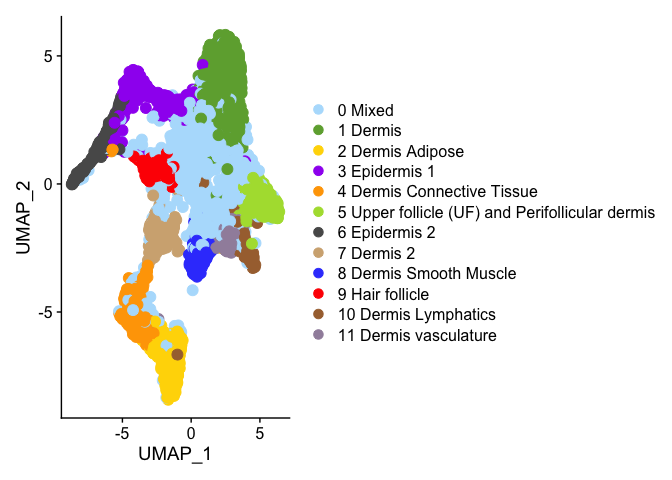 5
0
-5
UMAP_2
-5
0
5
UMAP_1
0 Mixed
1 Dermis
2 Dermis Adipose
3 Epidermis 1
4 Dermis Connective Tissue
5 Upper follicle (UF) and Perifollicular dermis
6 Epidermis 2
7 Dermis 2
8 Dermis Smooth Muscle
9 Hair follicle
10 Dermis Lymphatics
11 Dermis vasculature